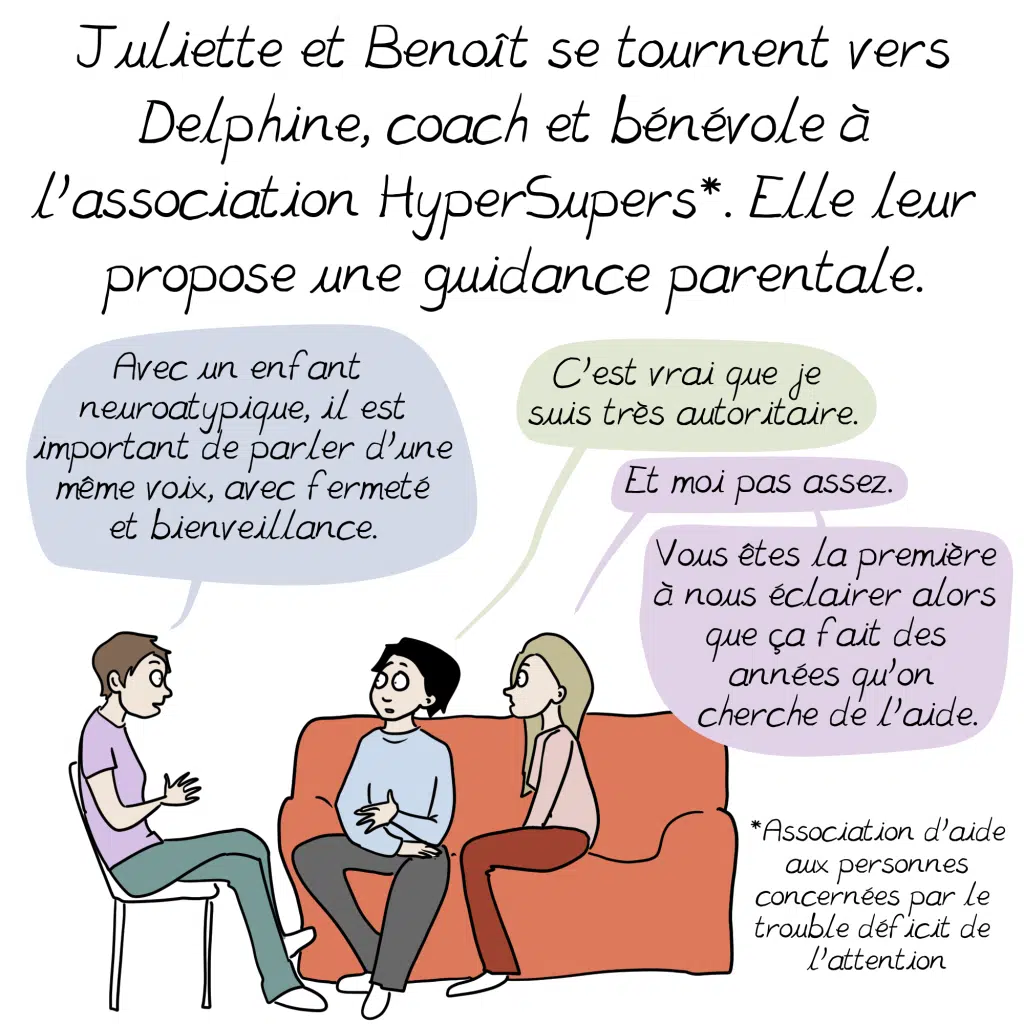 Juliette et Benoît se tournent vers
Delphine, coach et bénévole à
l'association HyperSupers*. Elle leur
propose une guidance parentale.
Avec un enfant
neuroatypique, il est
important de parler d'une
même voix, avec fermeté
et bienveillance.
C'est vrai que je
suis très autoritaire.
Et moi pas assez.
Vous êtes la première
à nous éclairer alors
que ça fait des
années qu'on
cherche de l'aide.
*Association d'aide
aux personnes
concernées par le
trouble déficit de
l'attention